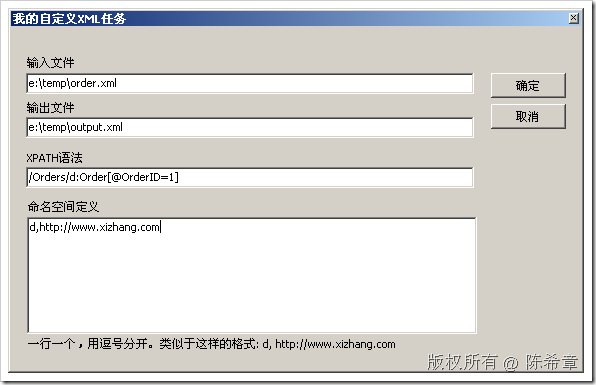 我的自定义XML任务
输入文件
e:\temp\order.xml
确定
输出文件
e:\temp\output.xml
取消
XPATH语法
/Orders/d:Order[@OrderID=1]
命名空间定义
d,http://www.xizhang.com
一行一个，用逗号分开。类似于这样的格式: d, http://www.xizhang.com
版权所有 @ 陈希章